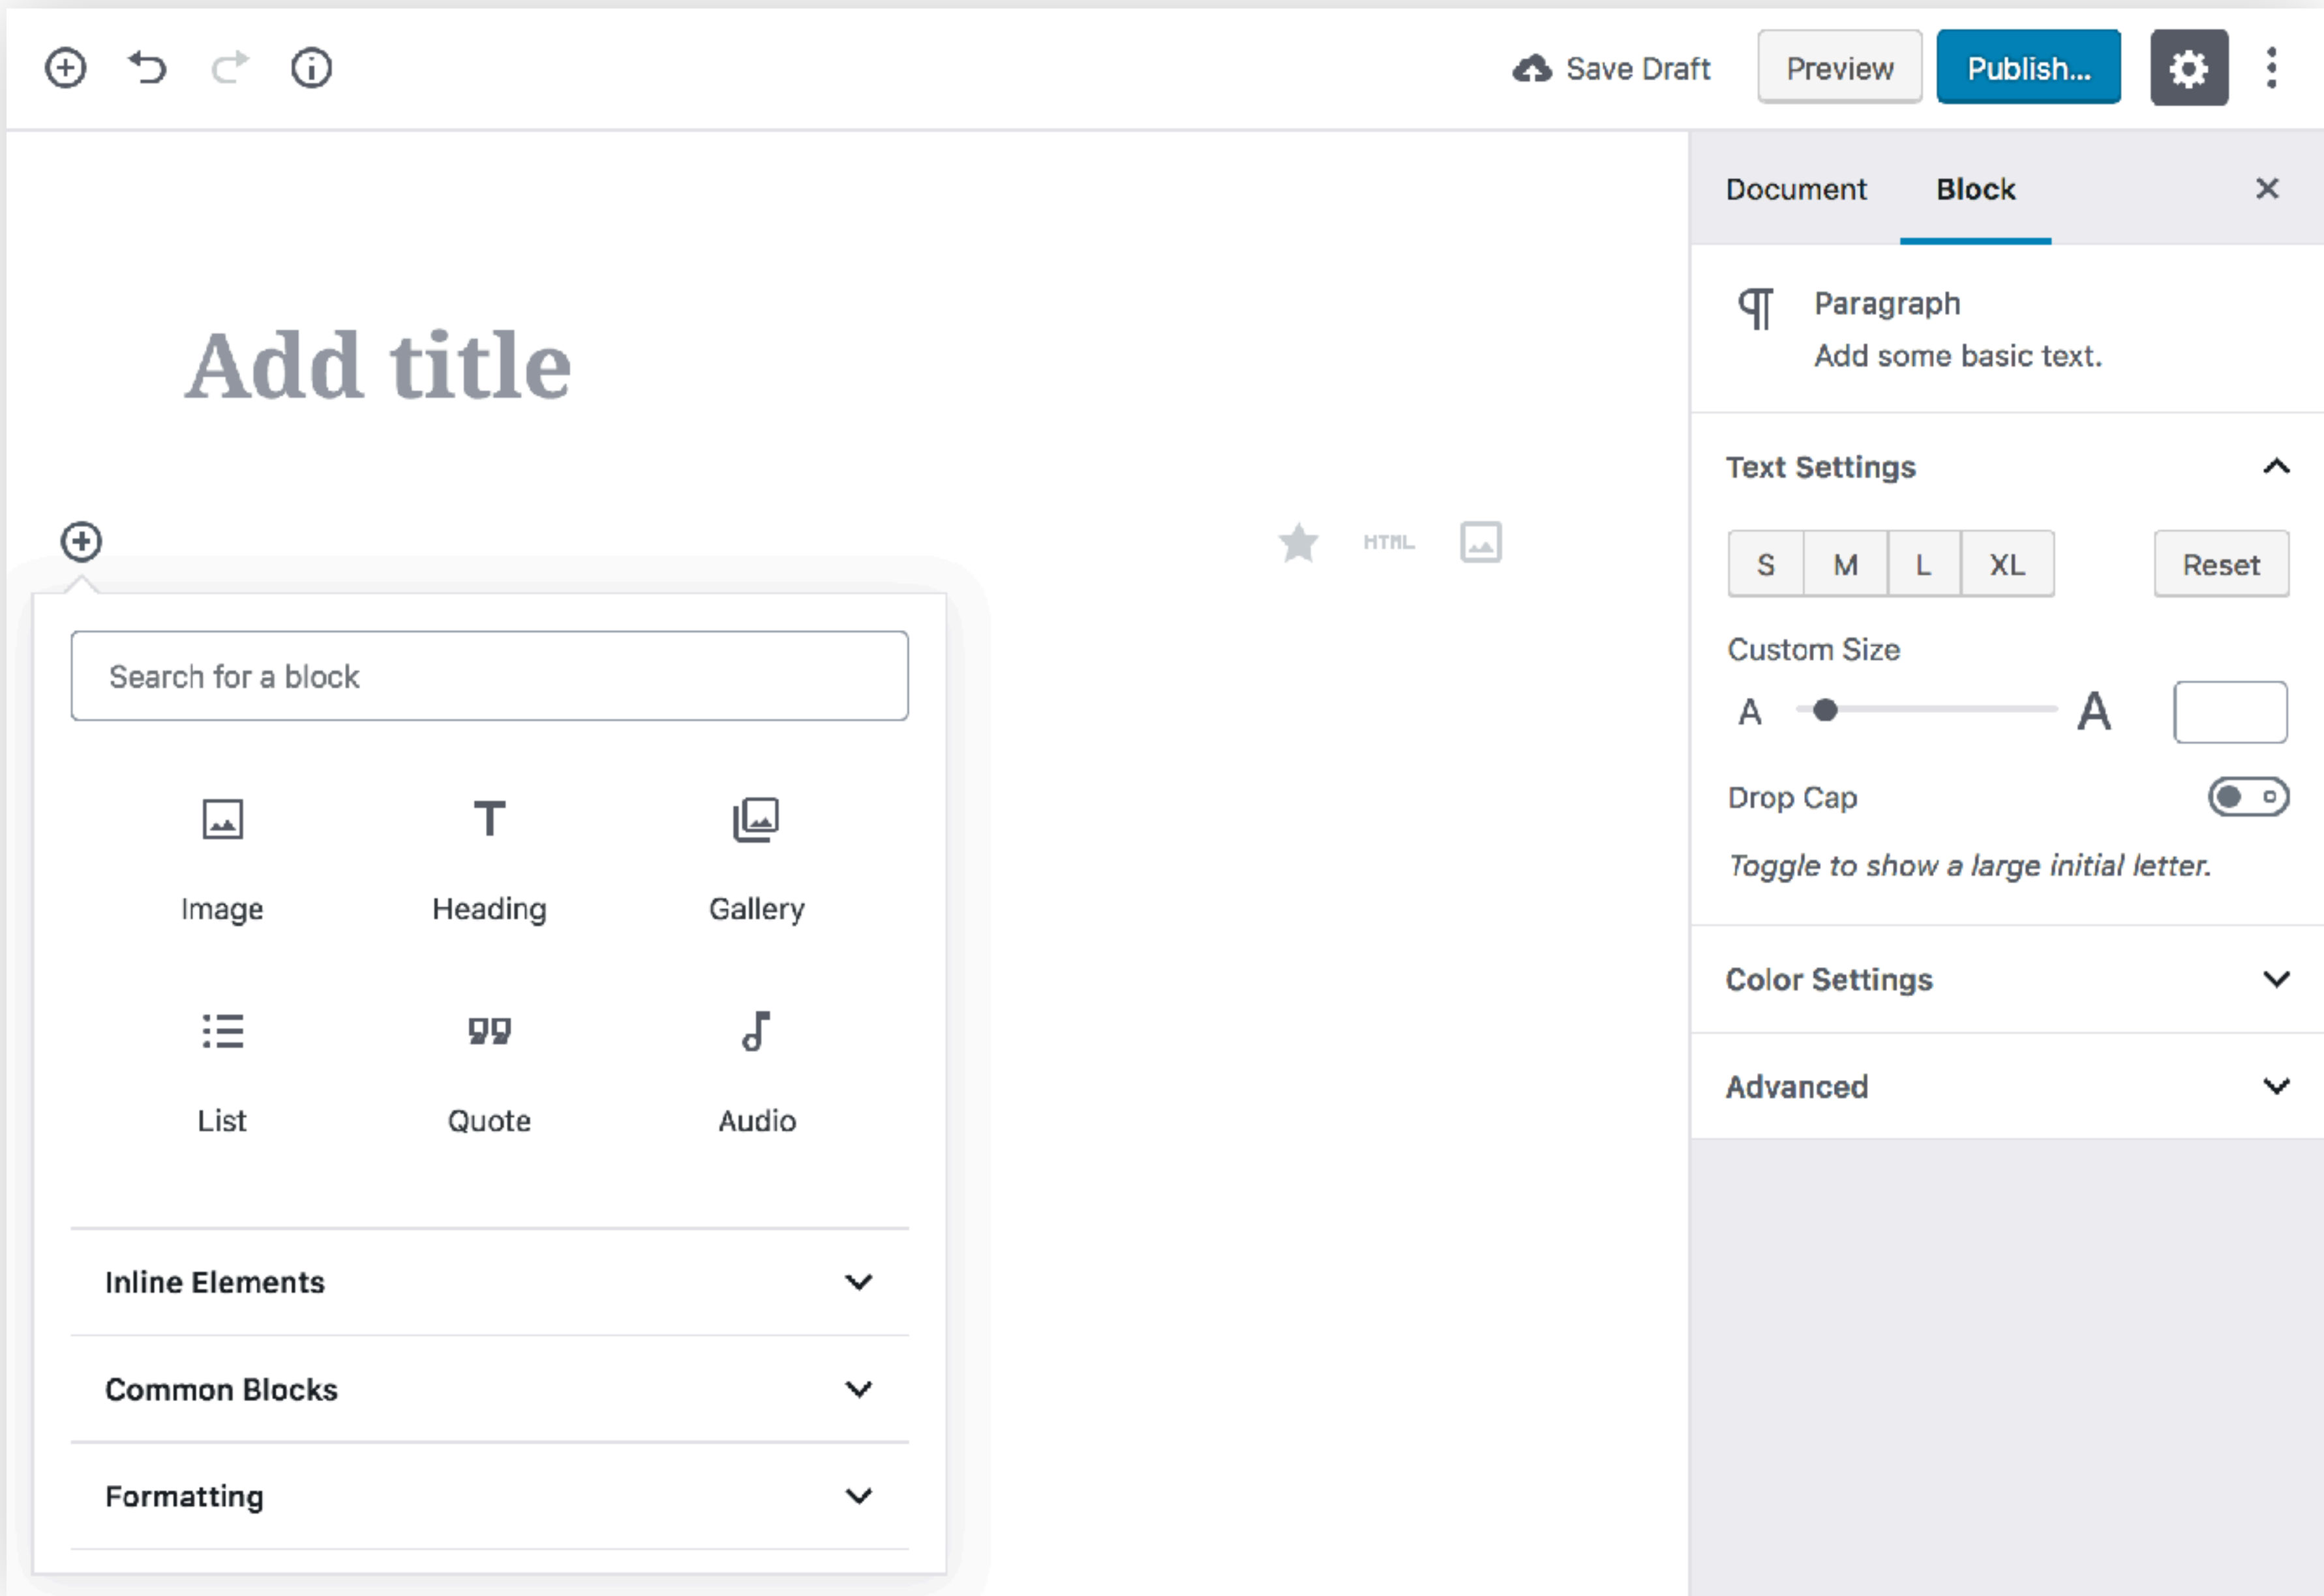 Save Draft Preview Publish...
Document Block
Paragraph
Add some basic text.
Add title
Text Settings
HTML
S M L XL Reset
Custom Size
Search for a block
A A
Drop Cap
Toggle to show a large initial letter.
Image Heading Gallery
Color Settings
Advanced
List Quote Audio
Inline Elements
Common Blocks
Formatting